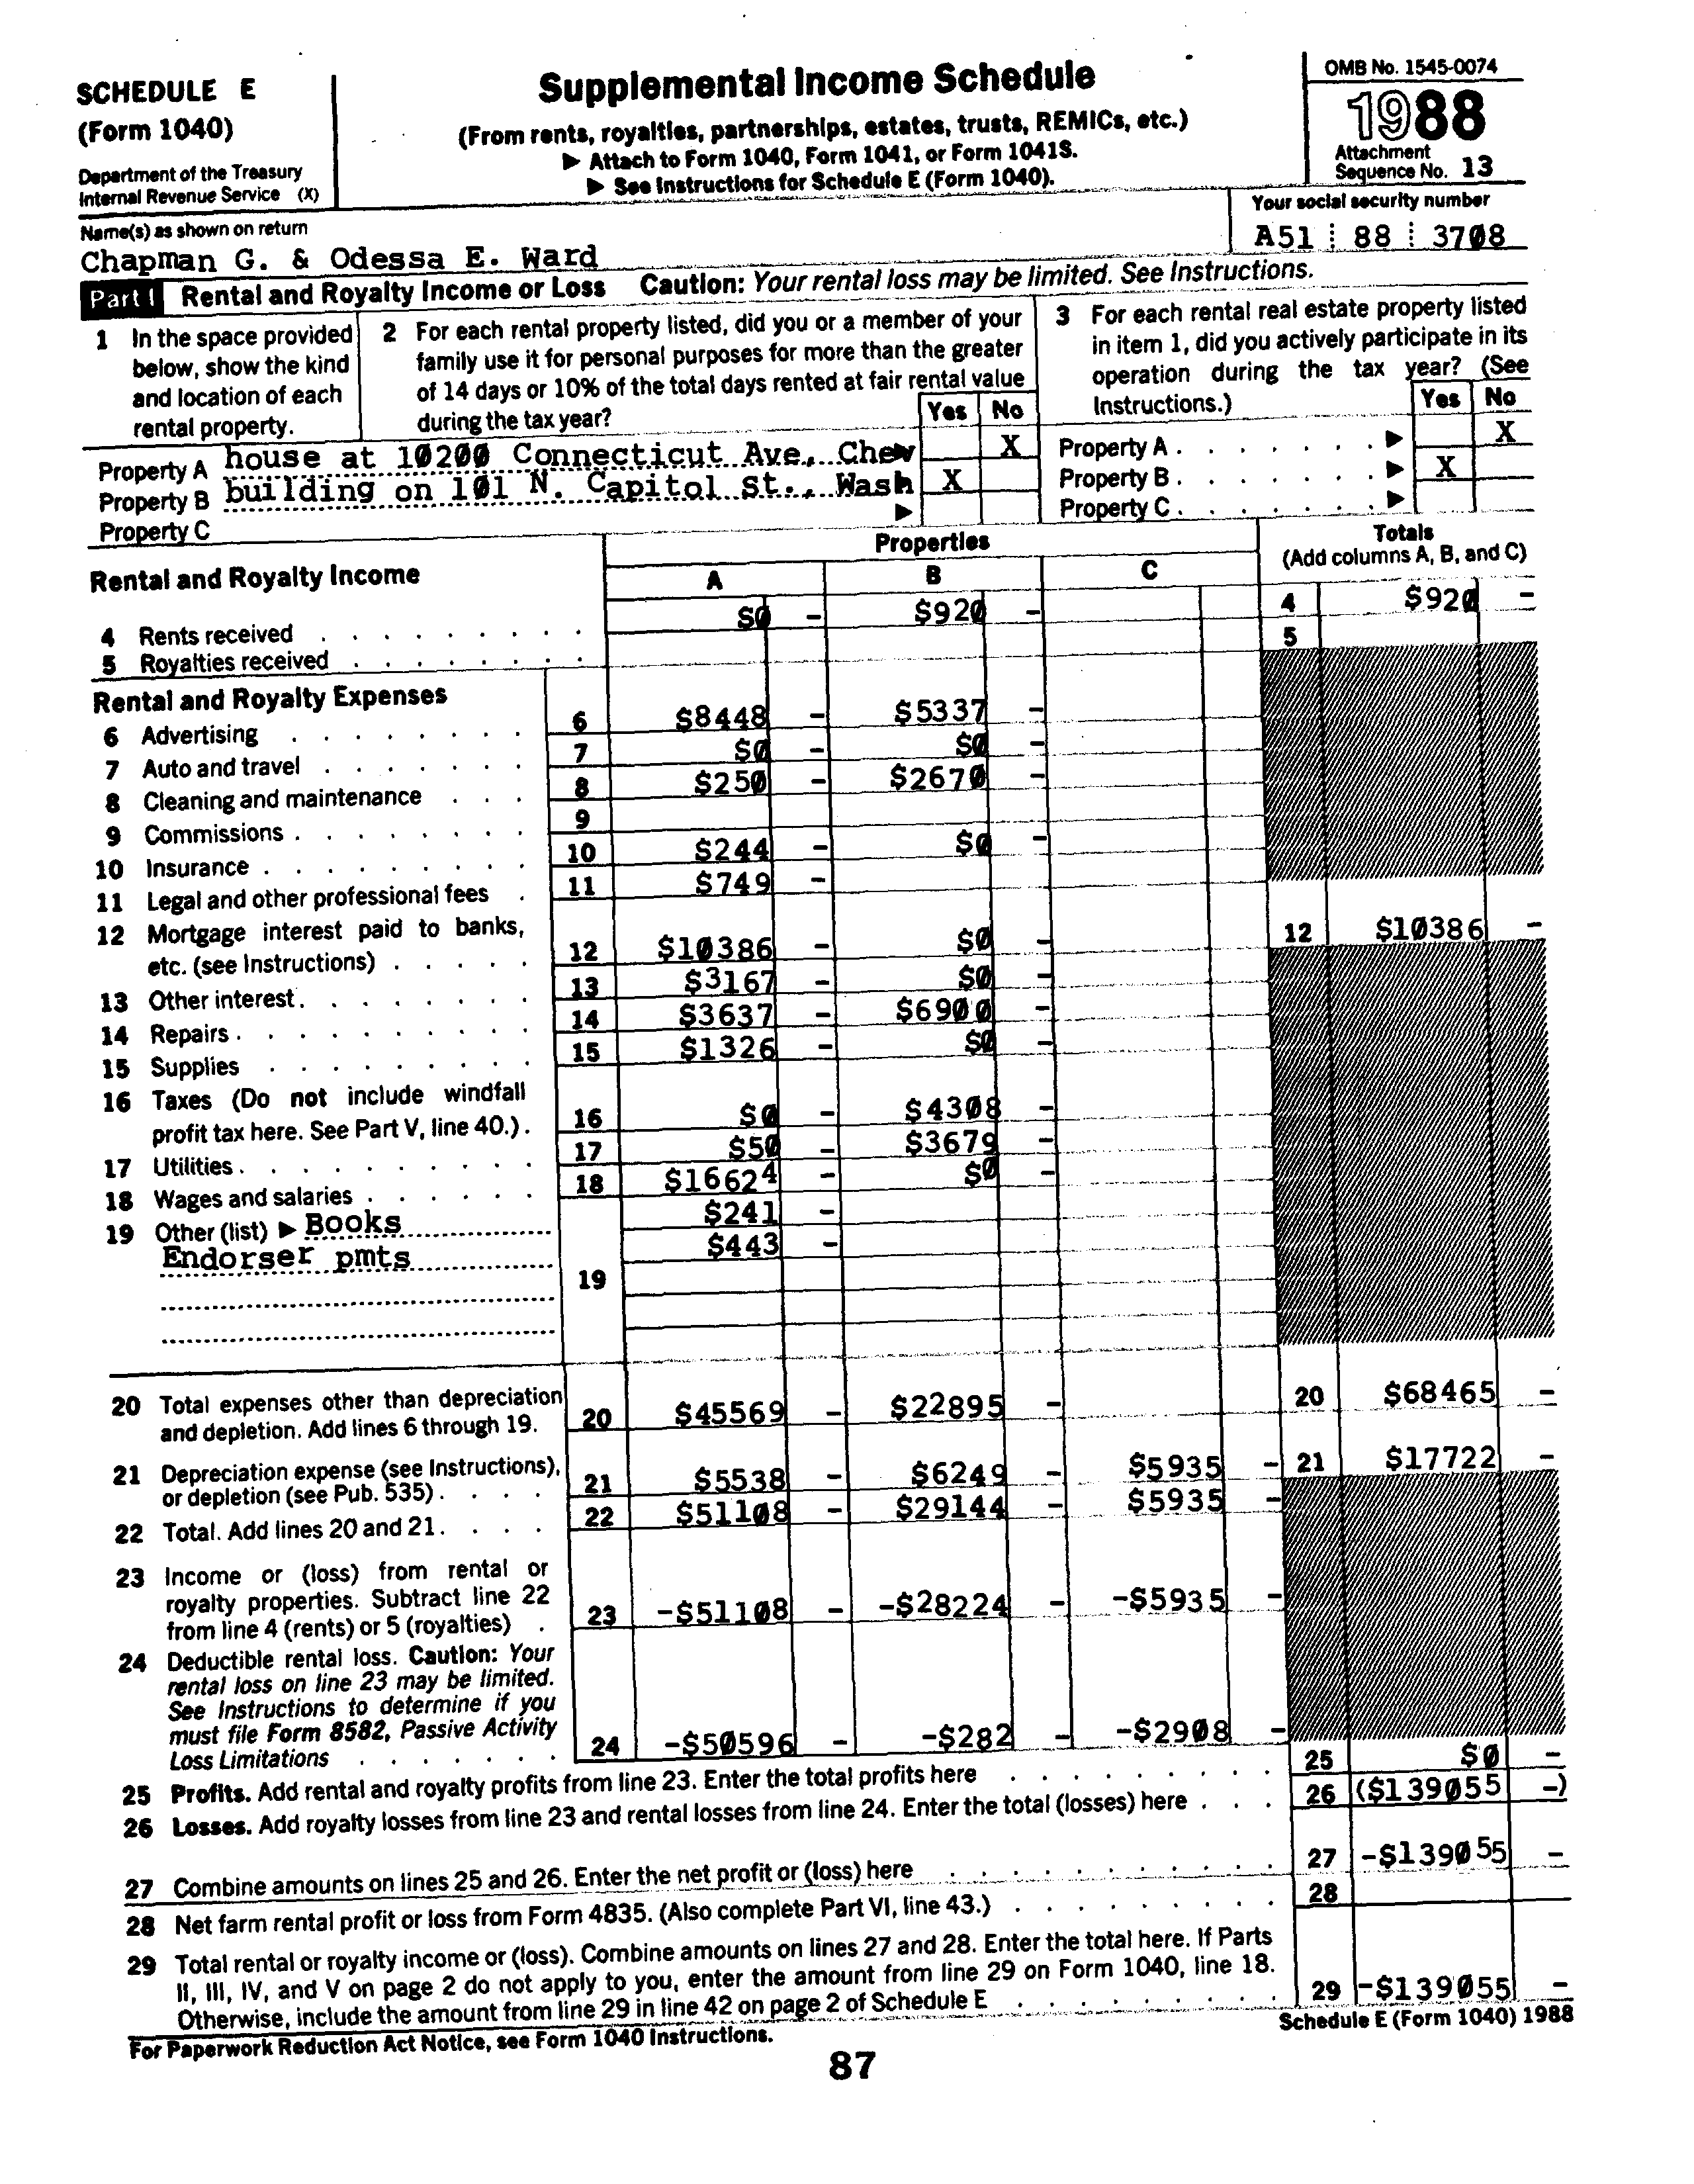 SCHEDULE E
(Form 1040)
Department of the Treasury
Internal Revenue Service (X)
Supplemental Income Schedule
(From rents, royalties, partnerships, estates, trusts, REMICs, etc.)
▶ Attach to Form 1040, Form 1041, or Form 1041S.
▶ See Instructions for Schedule E (Form 1040).
OMB No. 1545-0074
1988
Attachment
Sequence No. 13
Name(s) as shown on return
Chapman G. & Odessa E. Ward
Your social security number
A51 88 3708
Part I Rental and Royalty Income or Loss Caution: Your rental loss may be limited. See Instructions.
1 In the space provided
below, show the kind
and location of each
rental property.
2 For each rental property listed, did you or a member of your
family use it for personal purposes for more than the greater
of 14 days or 10% of the total days rented at fair rental value
during the tax year?
Yes No
3 For each rental real estate property listed
in item 1, did you actively participate in its
operation during the tax year? (See
Instructions.)
Yes No
Property A house at 10200 Connecticut Ave., Chev X Property A . . . . . . ▶ X
Property B building on 101 N. Capitol St., Wash X Property B . . . . . . ▶ X
Property C ▶ Property C . . . . . . ▶
Properties
Totals
(Add columns A, B, and C)
Rental and Royalty Income
A B C
4 Rents received $0 – $920 – 4 $920 –
5 Royalties received 5
Rental and Royalty Expenses
6 Advertising 6 $8448 – $5337 –
7 Auto and travel 7 $0 – $0 –
8 Cleaning and maintenance 8 $250 – $2670 –
9 Commissions 9
10 Insurance 10 $244 – $0 –
11 Legal and other professional fees 11 $749 –
12 Mortgage interest paid to banks,
etc. (see Instructions) 12 $10386 – $0 – 12 $10386 –
13 Other interest 13 $3167 – $0 –
14 Repairs 14 $3637 – $6900 –
15 Supplies 15 $1326 – $0 –
16 Taxes (Do not include windfall
profit tax here. See Part V, line 40.) 16 $0 – $4308 –
17 Utilities 17 $50 – $3679 –
18 Wages and salaries 18 $16624 – $0 –
19 Other (list) ▶ Books $241 –
Endorser pmts $443 –
19
20 Total expenses other than depreciation
and depletion. Add lines 6 through 19. 20 $45569 – $22895 – 20 $68465 –
21 Depreciation expense (see Instructions),
or depletion (see Pub. 535) 21 $5538 – $6249 – $5935 – 21 $17722 –
22 Total. Add lines 20 and 21. 22 $51108 – $29144 – $5935 –
23 Income or (loss) from rental or
royalty properties. Subtract line 22
from line 4 (rents) or 5 (royalties) 23 -$51108 – -$28224 – -$5935 –
24 Deductible rental loss. Caution: Your
rental loss on line 23 may be limited.
See Instructions to determine if you
must file Form 8582, Passive Activity
Loss Limitations 24 -$50596 – -$282 – -$2908 –
25 Profits. Add rental and royalty profits from line 23. Enter the total profits here 25 $0 –
26 Losses. Add royalty losses from line 23 and rental losses from line 24. Enter the total (losses) here 26 ($139055 –)
27 Combine amounts on lines 25 and 26. Enter the net profit or (loss) here 27 -$139055 –
28 Net farm rental profit or loss from Form 4835. (Also complete Part VI, line 43.) 28
29 Total rental or royalty income or (loss). Combine amounts on lines 27 and 28. Enter the total here. If Parts
II, III, IV, and V on page 2 do not apply to you, enter the amount from line 29 on Form 1040, line 18.
Otherwise, include the amount from line 29 in line 42 on page 2 of Schedule E 29 -$139055 –
For Paperwork Reduction Act Notice, see Form 1040 Instructions.
Schedule E (Form 1040) 1988
87